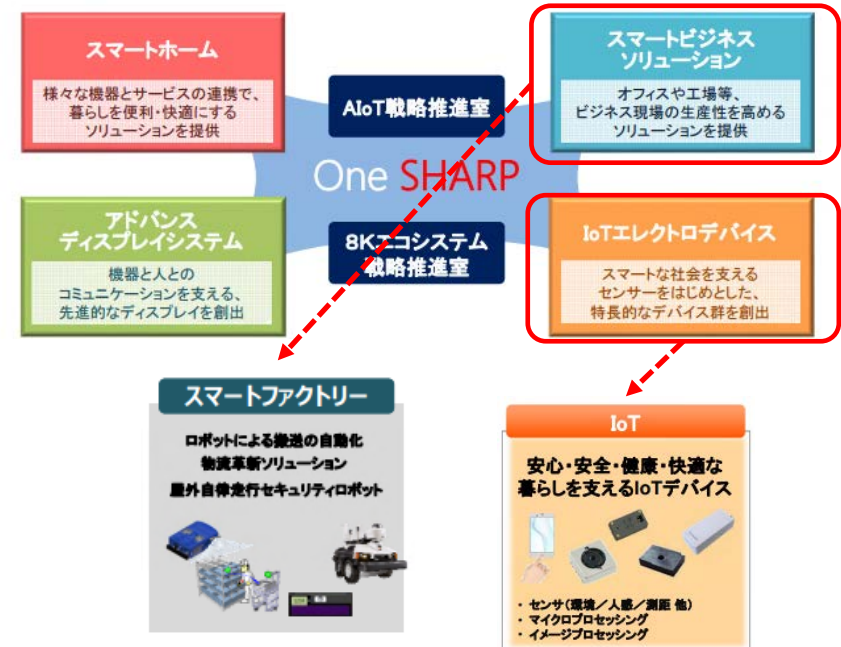 スマートホーム
様々な機器とサービスの連携で、
暮らしを便利・快適にする
ソリューションを提供
AIoT戦略推進室
スマートビジネス
ソリューション
オフィスや工場等、
ビジネス現場の生産性を高める
ソリューションを提供
One SHARP
アドバンス
ディスプレイシステム
機器と人との
コミュニケーションを支える、
先進的なディスプレイを創出
8Kエコシステム
戦略推進室
IoTエレクトロデバイス
スマートな社会を支える
センサーをはじめとした、
特長的なデバイス群を創出
スマートファクトリー
ロボットによる搬送の自動化
物流革新ソリューション
屋外自律走行セキュリティロボット
IoT
安心・安全・健康・快適な
暮らしを支えるIoTデバイス
・ センサ(環境/人感/測距 他)
・ マイクロプロセッシング
・ イメージプロセッシング